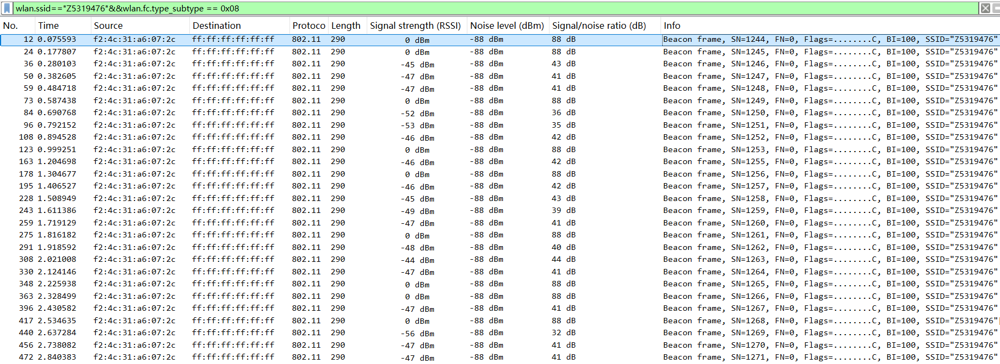 wlan.ssid=="Z5319476"&&wlan.fc.type_subtype == 0x08
No. Time Source Destination Protoco Length Signal strength (RSSI) Noise level (dBm) Signal/noise ratio (dB) Info
12 0.075593 f2:4c:31:a6:07:2c ff:ff:ff:ff:ff:ff 802.11 290 0 dBm -88 dBm 88 dB Beacon frame, SN=1244, FN=0, Flags=........C, BI=100, SSID="Z5319476"
24 0.177807 f2:4c:31:a6:07:2c ff:ff:ff:ff:ff:ff 802.11 290 0 dBm -88 dBm 88 dB Beacon frame, SN=1245, FN=0, Flags=........C, BI=100, SSID="Z5319476"
36 0.280103 f2:4c:31:a6:07:2c ff:ff:ff:ff:ff:ff 802.11 290 -45 dBm -88 dBm 43 dB Beacon frame, SN=1246, FN=0, Flags=........C, BI=100, SSID="Z5319476"
50 0.382605 f2:4c:31:a6:07:2c ff:ff:ff:ff:ff:ff 802.11 290 -47 dBm -88 dBm 41 dB Beacon frame, SN=1247, FN=0, Flags=........C, BI=100, SSID="Z5319476"
59 0.484718 f2:4c:31:a6:07:2c ff:ff:ff:ff:ff:ff 802.11 290 -47 dBm -88 dBm 41 dB Beacon frame, SN=1248, FN=0, Flags=........C, BI=100, SSID="Z5319476"
73 0.587438 f2:4c:31:a6:07:2c ff:ff:ff:ff:ff:ff 802.11 290 0 dBm -88 dBm 88 dB Beacon frame, SN=1249, FN=0, Flags=........C, BI=100, SSID="Z5319476"
84 0.690768 f2:4c:31:a6:07:2c ff:ff:ff:ff:ff:ff 802.11 290 -52 dBm -88 dBm 36 dB Beacon frame, SN=1250, FN=0, Flags=........C, BI=100, SSID="Z5319476"
96 0.792152 f2:4c:31:a6:07:2c ff:ff:ff:ff:ff:ff 802.11 290 -53 dBm -88 dBm 35 dB Beacon frame, SN=1251, FN=0, Flags=........C, BI=100, SSID="Z5319476"
108 0.894528 f2:4c:31:a6:07:2c ff:ff:ff:ff:ff:ff 802.11 290 -46 dBm -88 dBm 42 dB Beacon frame, SN=1252, FN=0, Flags=........C, BI=100, SSID="Z5319476"
123 0.999251 f2:4c:31:a6:07:2c ff:ff:ff:ff:ff:ff 802.11 290 0 dBm -88 dBm 88 dB Beacon frame, SN=1253, FN=0, Flags=........C, BI=100, SSID="Z5319476"
163 1.204698 f2:4c:31:a6:07:2c ff:ff:ff:ff:ff:ff 802.11 290 -46 dBm -88 dBm 42 dB Beacon frame, SN=1255, FN=0, Flags=........C, BI=100, SSID="Z5319476"
178 1.304677 f2:4c:31:a6:07:2c ff:ff:ff:ff:ff:ff 802.11 290 0 dBm -88 dBm 88 dB Beacon frame, SN=1256, FN=0, Flags=........C, BI=100, SSID="Z5319476"
195 1.406527 f2:4c:31:a6:07:2c ff:ff:ff:ff:ff:ff 802.11 290 -46 dBm -88 dBm 42 dB Beacon frame, SN=1257, FN=0, Flags=........C, BI=100, SSID="Z5319476"
228 1.508949 f2:4c:31:a6:07:2c ff:ff:ff:ff:ff:ff 802.11 290 -45 dBm -88 dBm 43 dB Beacon frame, SN=1258, FN=0, Flags=........C, BI=100, SSID="Z5319476"
243 1.611386 f2:4c:31:a6:07:2c ff:ff:ff:ff:ff:ff 802.11 290 -49 dBm -88 dBm 39 dB Beacon frame, SN=1259, FN=0, Flags=........C, BI=100, SSID="Z5319476"
259 1.719129 f2:4c:31:a6:07:2c ff:ff:ff:ff:ff:ff 802.11 290 -47 dBm -88 dBm 41 dB Beacon frame, SN=1260, FN=0, Flags=........C, BI=100, SSID="Z5319476"
275 1.816182 f2:4c:31:a6:07:2c ff:ff:ff:ff:ff:ff 802.11 290 0 dBm -88 dBm 88 dB Beacon frame, SN=1261, FN=0, Flags=........C, BI=100, SSID="Z5319476"
291 1.918592 f2:4c:31:a6:07:2c ff:ff:ff:ff:ff:ff 802.11 290 -48 dBm -88 dBm 40 dB Beacon frame, SN=1262, FN=0, Flags=........C, BI=100, SSID="Z5319476"
308 2.021008 f2:4c:31:a6:07:2c ff:ff:ff:ff:ff:ff 802.11 290 -44 dBm -88 dBm 44 dB Beacon frame, SN=1263, FN=0, Flags=........C, BI=100, SSID="Z5319476"
330 2.124146 f2:4c:31:a6:07:2c ff:ff:ff:ff:ff:ff 802.11 290 -47 dBm -88 dBm 41 dB Beacon frame, SN=1264, FN=0, Flags=........C, BI=100, SSID="Z5319476"
348 2.225938 f2:4c:31:a6:07:2c ff:ff:ff:ff:ff:ff 802.11 290 0 dBm -88 dBm 88 dB Beacon frame, SN=1265, FN=0, Flags=........C, BI=100, SSID="Z5319476"
363 2.328499 f2:4c:31:a6:07:2c ff:ff:ff:ff:ff:ff 802.11 290 0 dBm -88 dBm 88 dB Beacon frame, SN=1266, FN=0, Flags=........C, BI=100, SSID="Z5319476"
396 2.430582 f2:4c:31:a6:07:2c ff:ff:ff:ff:ff:ff 802.11 290 -47 dBm -88 dBm 41 dB Beacon frame, SN=1267, FN=0, Flags=........C, BI=100, SSID="Z5319476"
417 2.534635 f2:4c:31:a6:07:2c ff:ff:ff:ff:ff:ff 802.11 290 0 dBm -88 dBm 88 dB Beacon frame, SN=1268, FN=0, Flags=........C, BI=100, SSID="Z5319476"
440 2.637284 f2:4c:31:a6:07:2c ff:ff:ff:ff:ff:ff 802.11 290 -56 dBm -88 dBm 32 dB Beacon frame, SN=1269, FN=0, Flags=........C, BI=100, SSID="Z5319476"
456 2.738082 f2:4c:31:a6:07:2c ff:ff:ff:ff:ff:ff 802.11 290 -47 dBm -88 dBm 41 dB Beacon frame, SN=1270, FN=0, Flags=........C, BI=100, SSID="Z5319476"
472 2.840383 f2:4c:31:a6:07:2c ff:ff:ff:ff:ff:ff 802.11 290 -47 dBm -88 dBm 41 dB Beacon frame, SN=1271, FN=0, Flags=........C, BI=100, SSID="Z5319476"